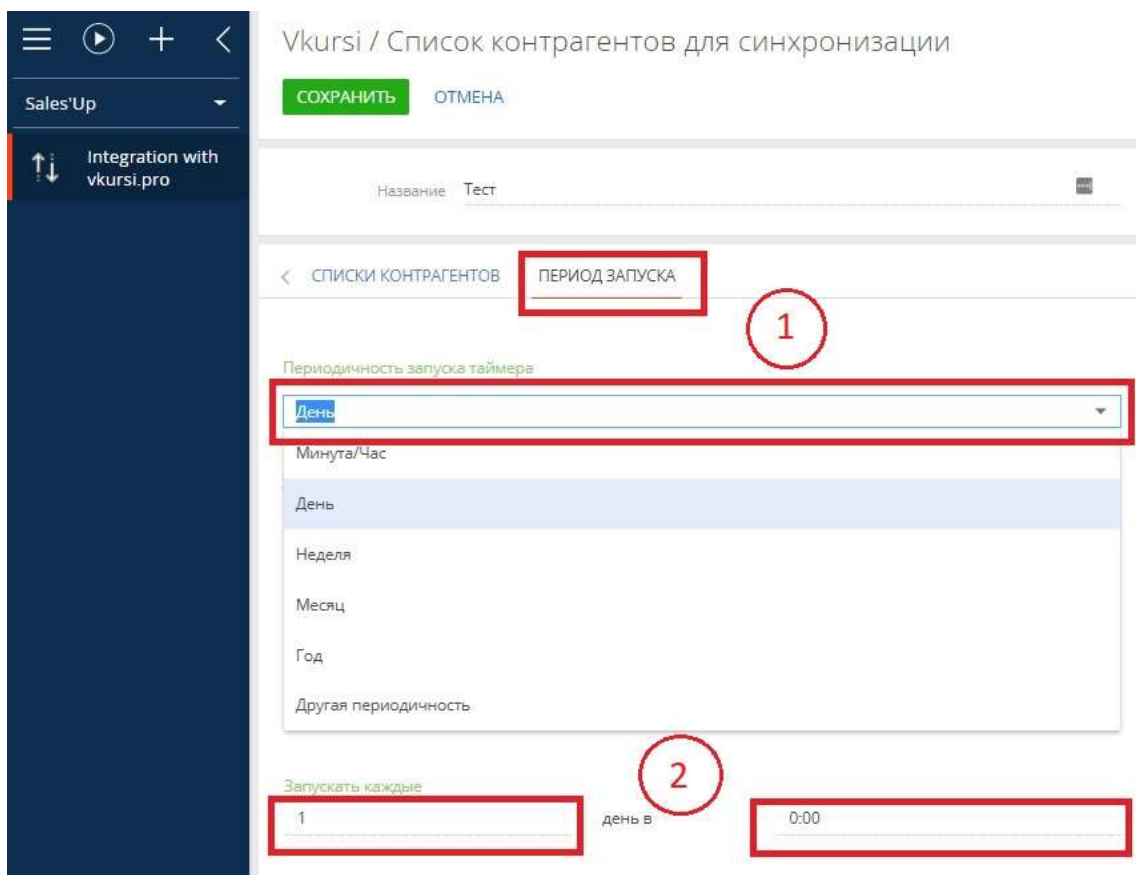 Vkursi / Список контрагентов для синхронизации
СОХРАНИТЬ ОТМЕНА
Sales'Up
Integration with
vkursi.pro
Название Тест
СПИСКИ КОНТРАГЕНТОВ ПЕРИОД ЗАПУСКА
1
Периодичность запуска таймера
День
Минута/Час
День
Неделя
Месяц
Год
Другая периодичность
2
Запускать каждые
1 день в 0:00